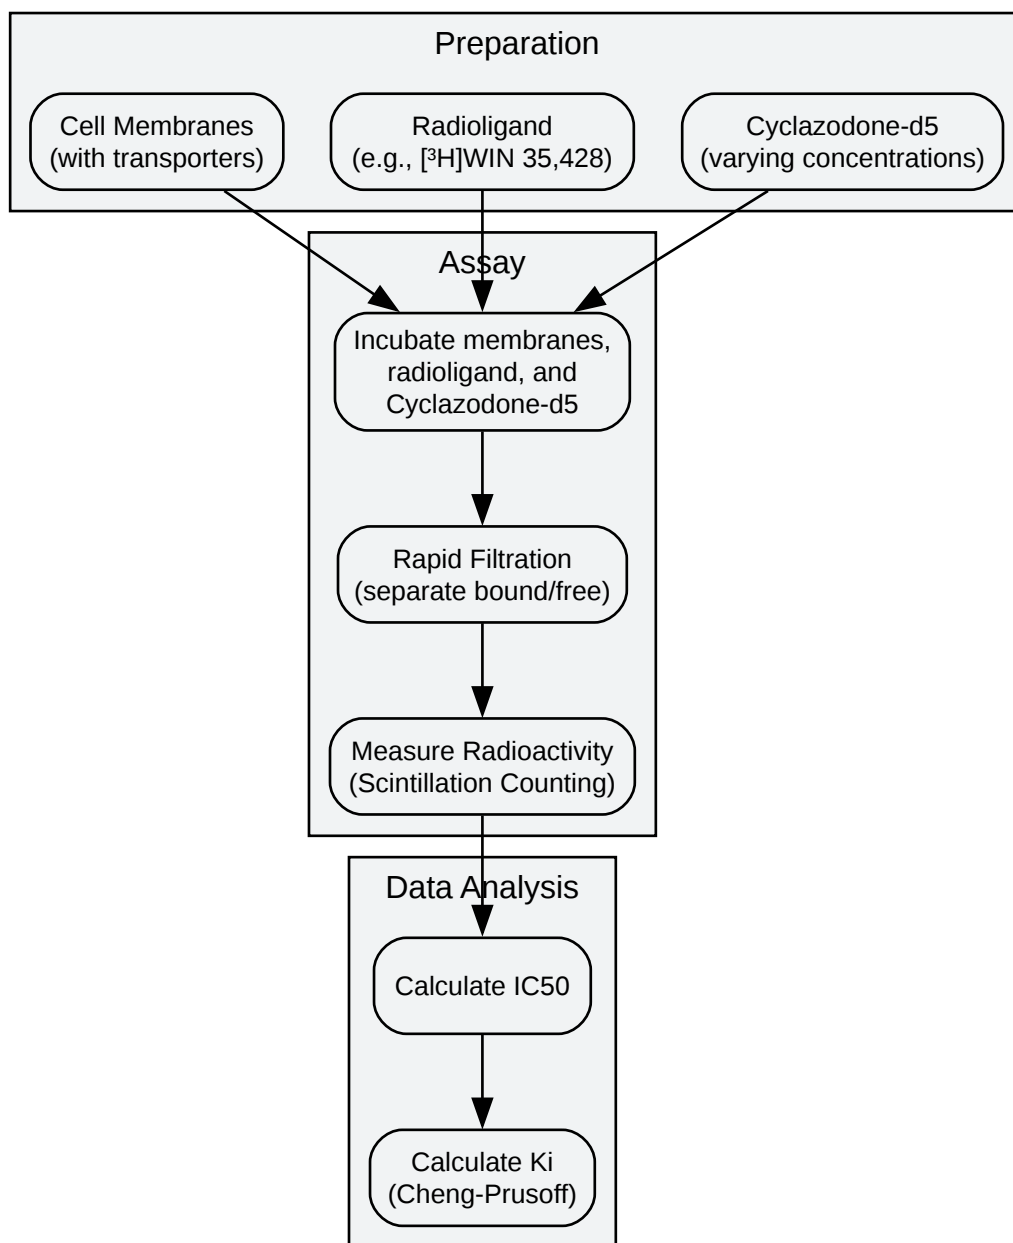 Preparation
Cell Membranes
(with transporters)
Radioligand
(e.g., [³H]WIN 35,428)
Cyclazodone-d5
(varying concentrations)
Assay
Incubate membranes,
radioligand, and
Cyclazodone-d5
Rapid Filtration
(separate bound/free)
Measure Radioactivity
(Scintillation Counting)
Data Analysis
Calculate IC50
Calculate Ki
(Cheng-Prusoff)